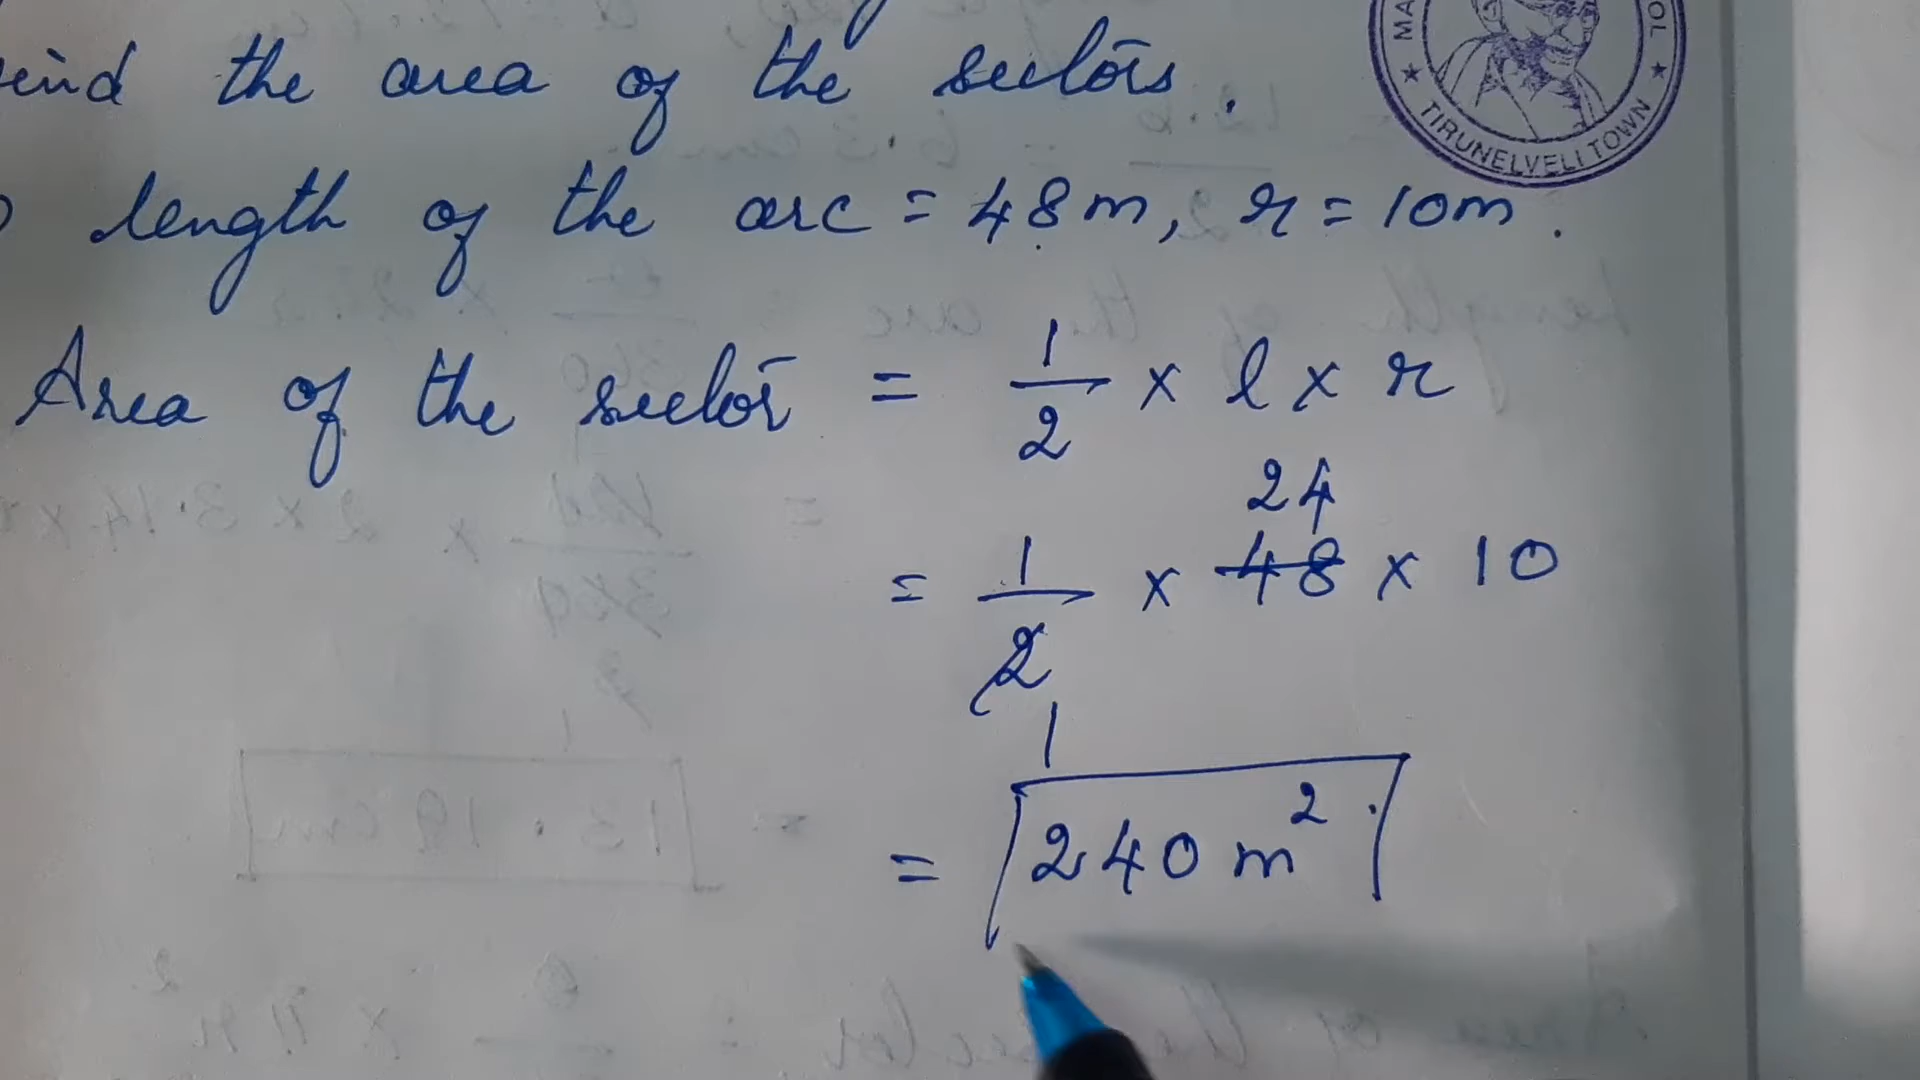 the area of the sectors.
length of the arc = 48m, r = 10m.
Area of the sector = 1/2 × l × r
24
= 1/2 × 48 × 10
1
= 240 m²
TIRUNELVELI TOWN